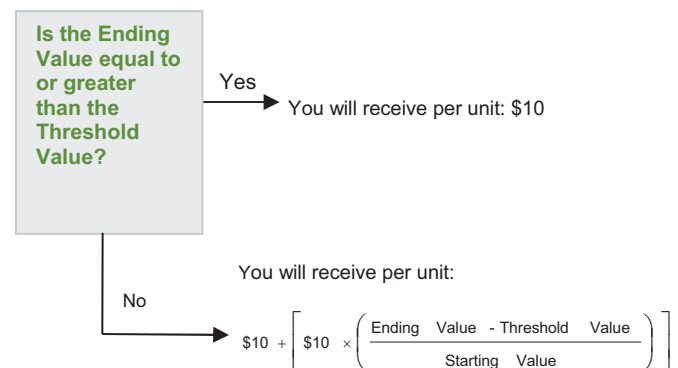 Is the Ending
Value equal to
or greater
than the
Threshold
Value?
Yes
You will receive per unit: $10
No
You will receive per unit:
$10 + [ $10 × ( Ending Value - Threshold Value
Starting Value ) ]